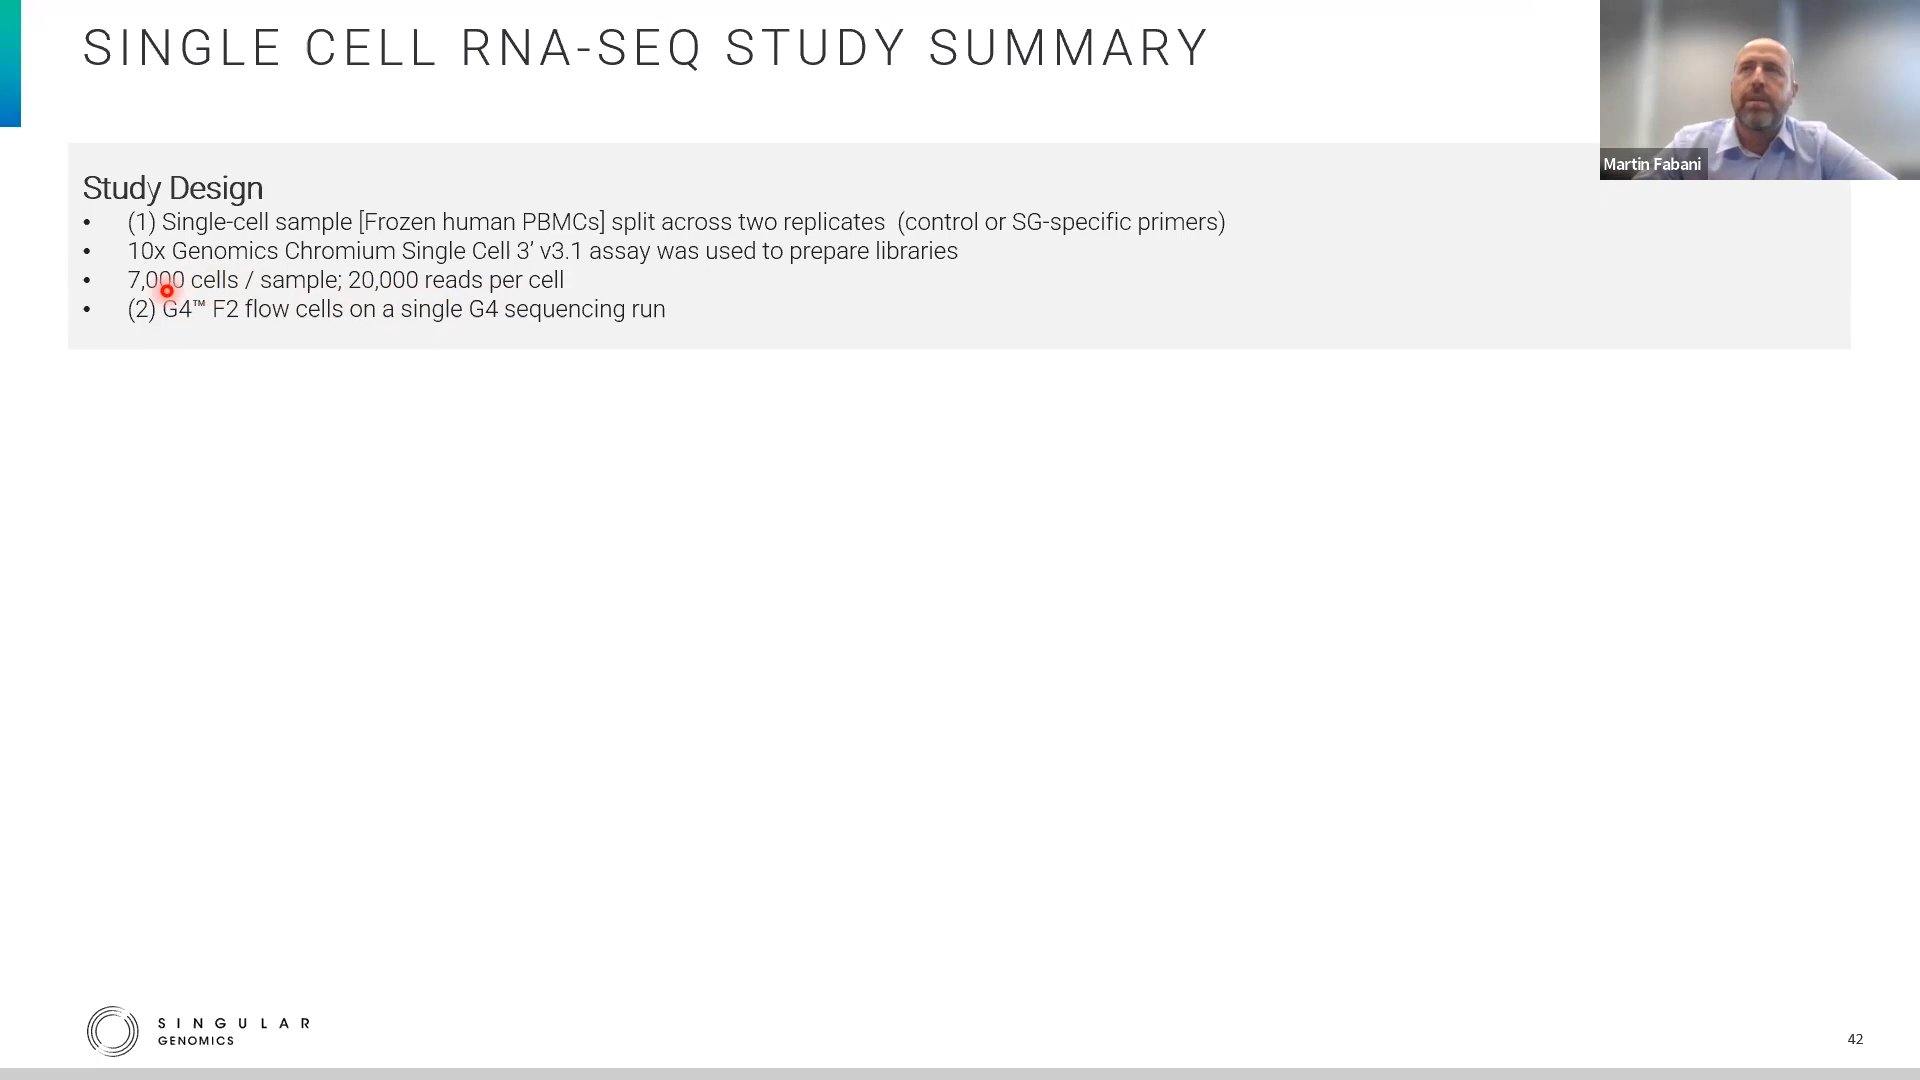 SINGLE CELL RNA-SEQ STUDY SUMMARY
Martin Fabani
Study Design
• (1) Single-cell sample [Frozen human PBMCs] split across two replicates (control or SG-specific primers)
• 10x Genomics Chromium Single Cell 3’ v3.1 assay was used to prepare libraries
• 7,000 cells / sample; 20,000 reads per cell
• (2) G4™ F2 flow cells on a single G4 sequencing run
SINGULAR
GENOMICS
42